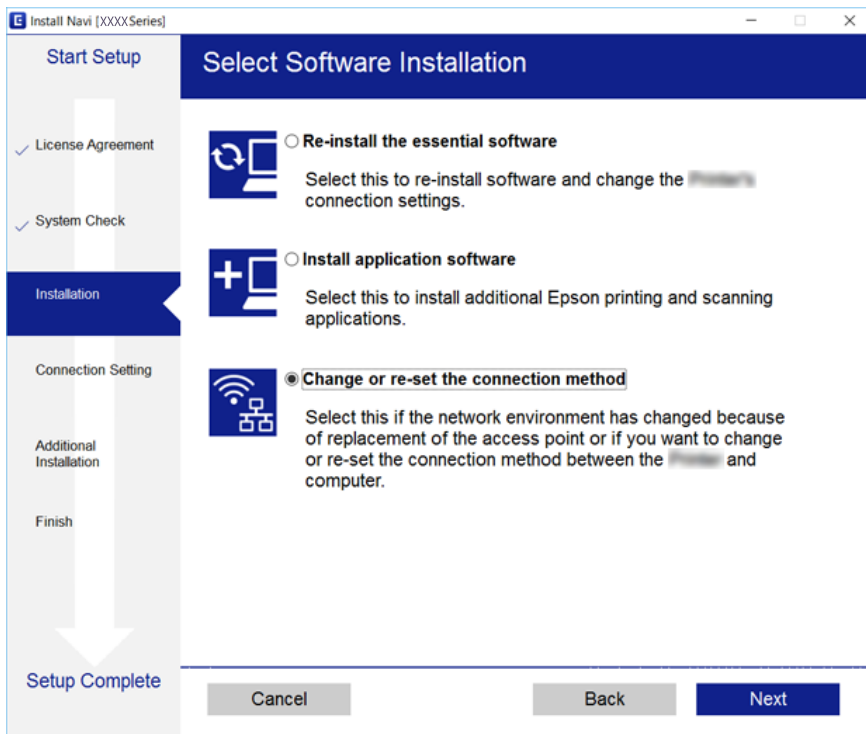 Install Navi [XXXXSeries]
Start Setup
License Agreement
System Check
Installation
Connection Setting
Additional
Installation
Finish
Setup Complete
Select Software Installation
Re-install the essential software
Select this to re-install software and change the
connection settings.
Install application software
Select this to install additional Epson printing and scanning
applications.
Change or re-set the connection method
Select this if the network environment has changed because
of replacement of the access point or if you want to change
or re-set the connection method between the and
computer.
Cancel
Back
Next